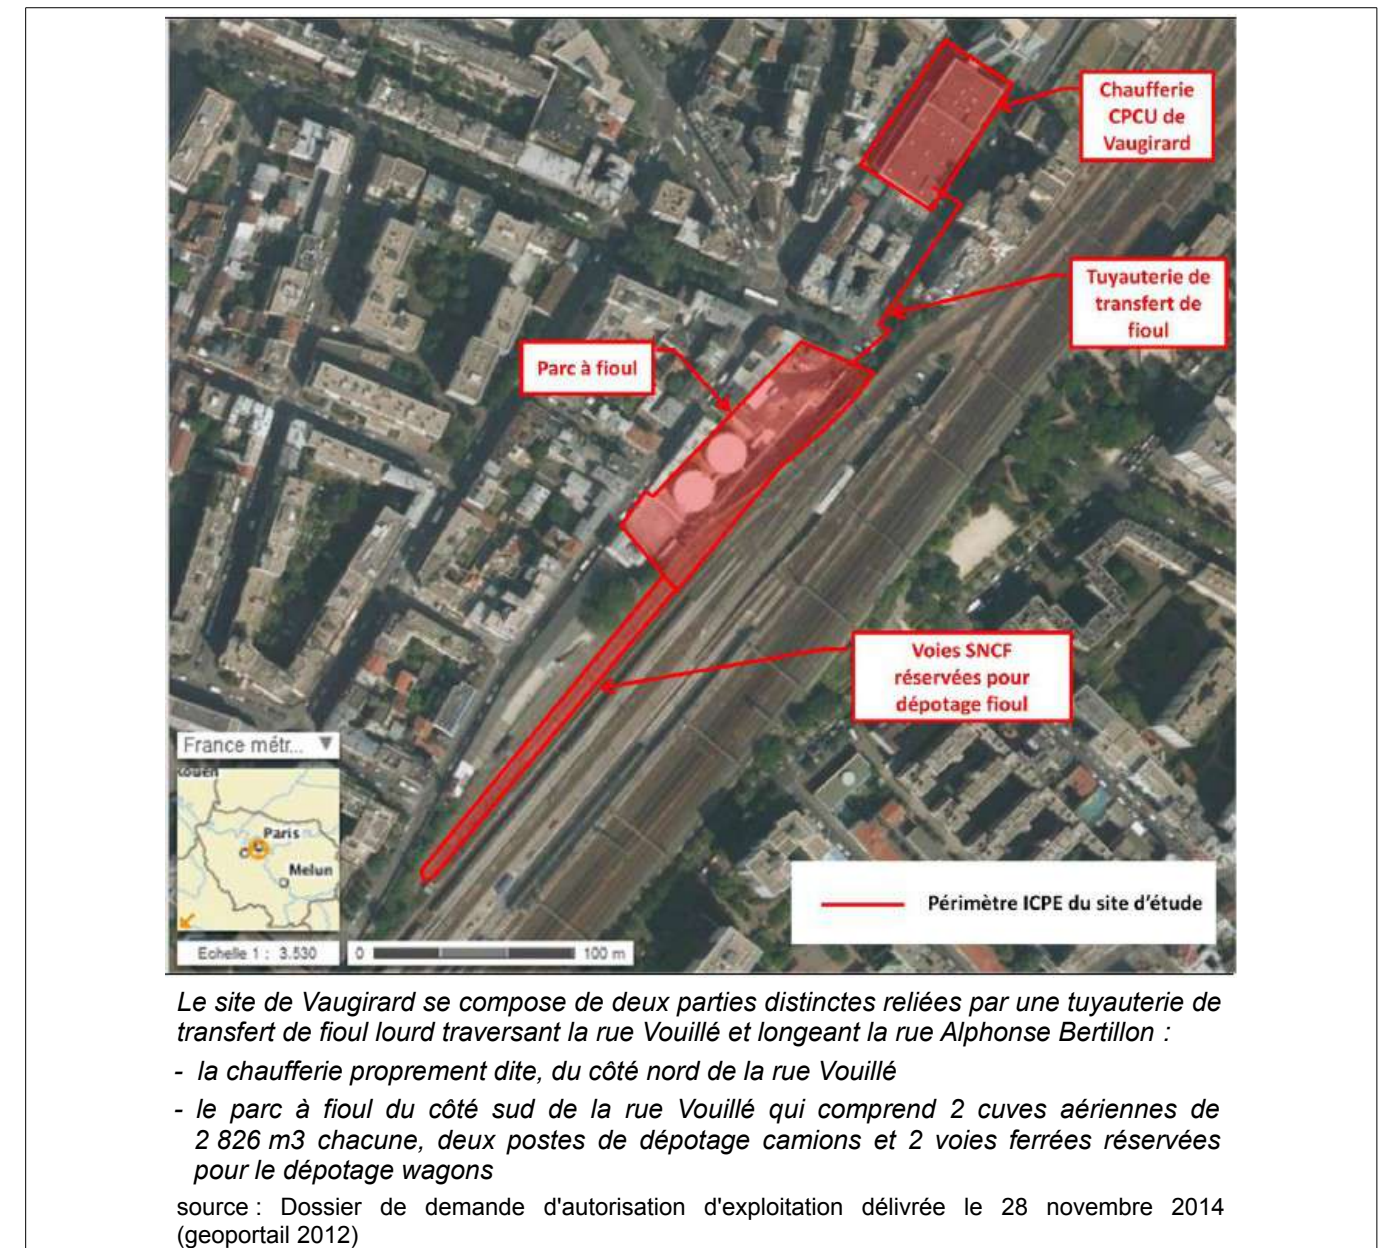 Chaufferie
CPCU de
Vaugirard
Tuyauterie de
transfert de
fioul
Parc à fioul
Voies SNCF
réservées pour
dépotage fioul
France métr...
Rouen
Paris
Melun
Périmètre ICPE du site d'étude
Echelle 1 : 3.530
0
100 m
Le site de Vaugirard se compose de deux parties distinctes reliées par une tuyauterie de
transfert de fioul lourd traversant la rue Vouillé et longeant la rue Alphonse Bertillon :
- la chaufferie proprement dite, du côté nord de la rue Vouillé
- le parc à fioul du côté sud de la rue Vouillé qui comprend 2 cuves aériennes de
2 826 m3 chacune, deux postes de dépotage camions et 2 voies ferrées réservées
pour le dépotage wagons
source : Dossier de demande d'autorisation d'exploitation délivrée le 28 novembre 2014
(geoportail 2012)